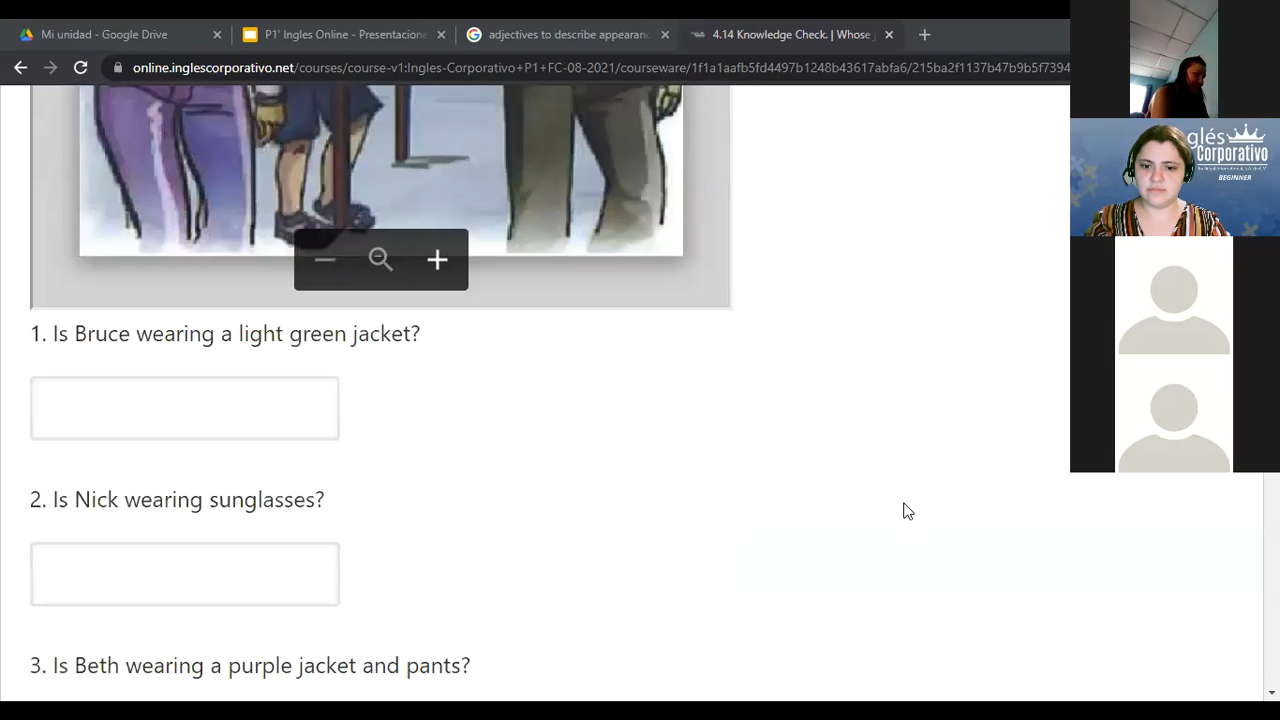 Mi unidad - Google Drive
P1' Ingles Online - Presentacione
adjectives to describe appearanc
4.14 Knowledge Check. | Whose
online.inglescorporativo.net/courses/course-v1:Ingles-Corporativo+P1+FC-08-2021/courseware/1f1a1aafb5fd4497b1248b43617abfa6/215ba2f1137b47b9b5f7394
glés
Corporativo
BEGINNER
1. Is Bruce wearing a light green jacket?
2. Is Nick wearing sunglasses?
3. Is Beth wearing a purple jacket and pants?